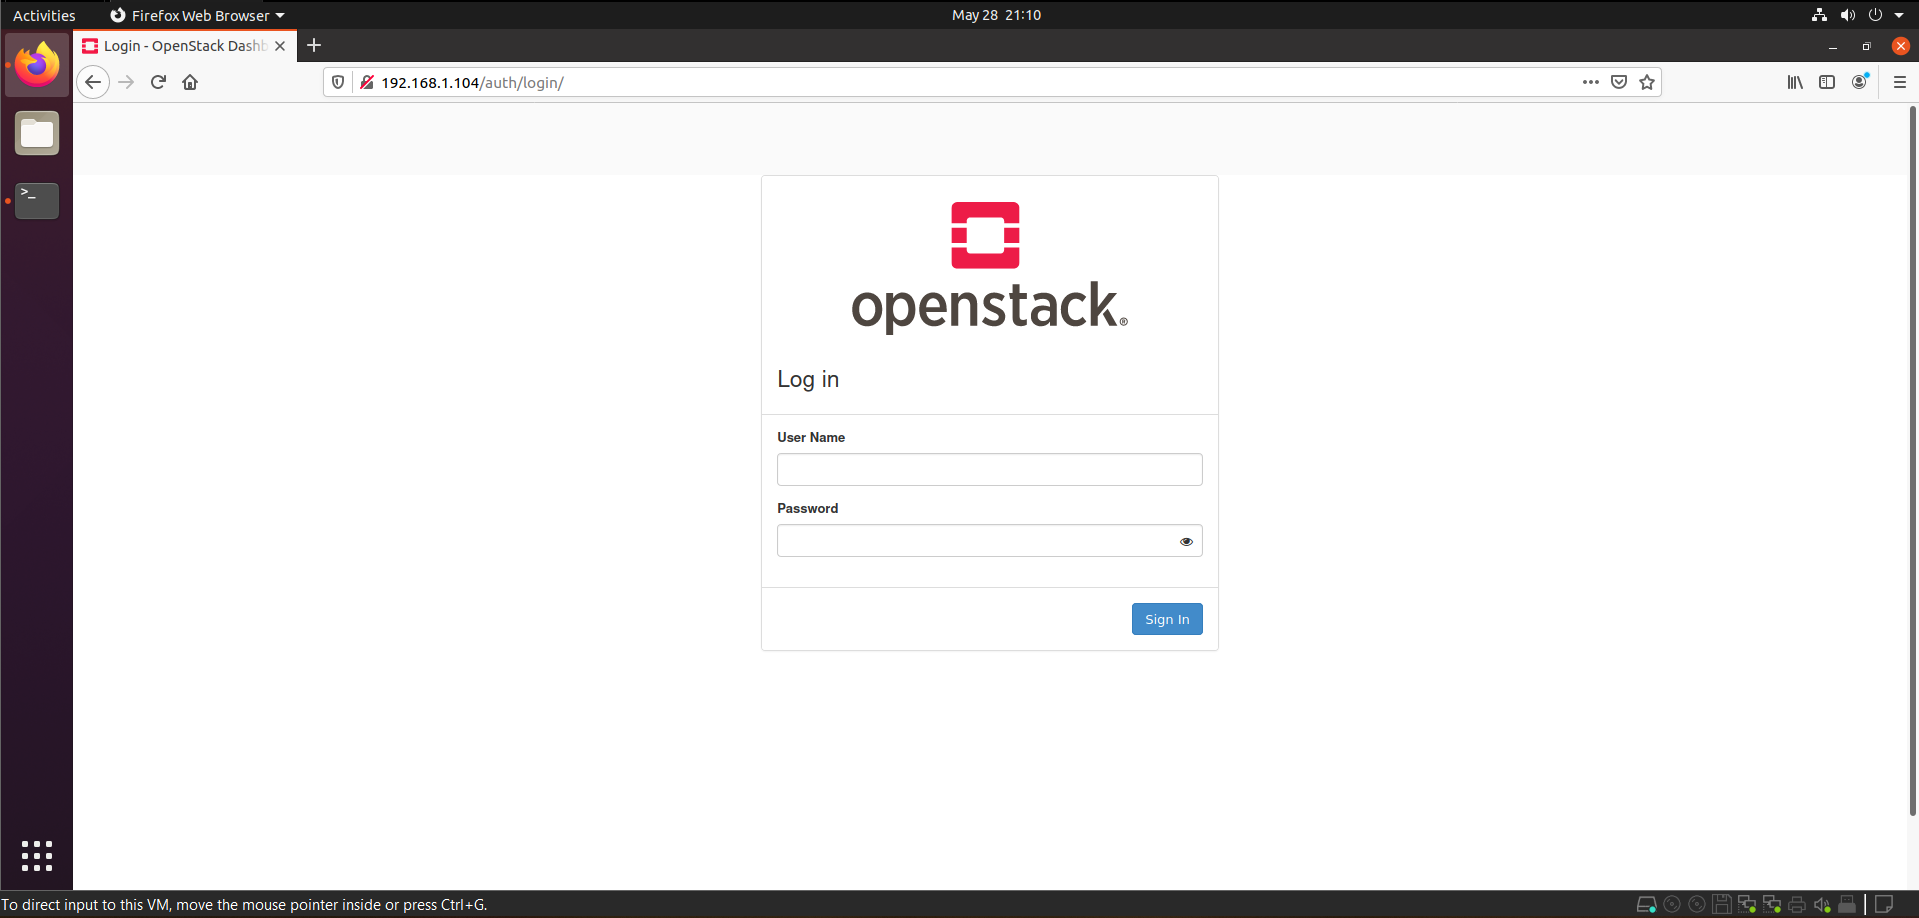 Activities
Firefox Web Browser
May 28 21:10
Login - OpenStack Dashb
192.168.1.104/auth/login/
openstack.®
Log in
User Name
Password
Sign In
To direct input to this VM, move the mouse pointer inside or press Ctrl+G.